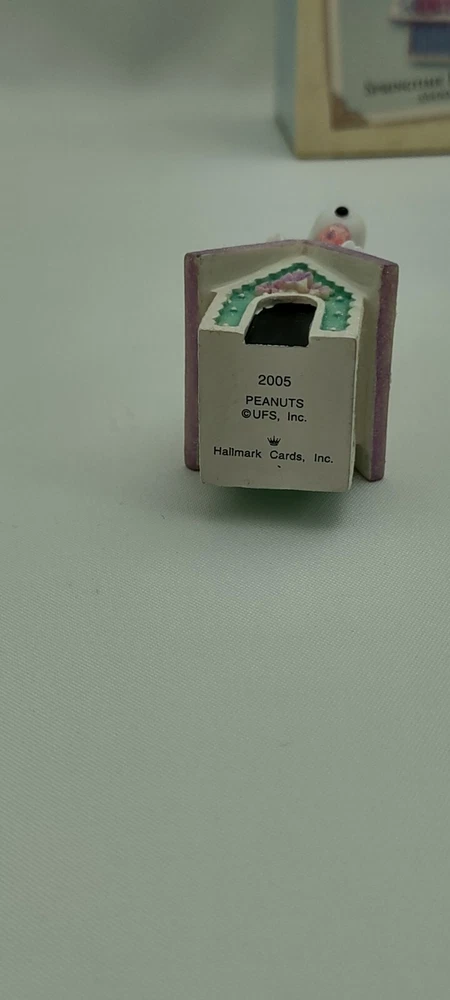 2005
PEANUTS
©UFS, Inc.
Hallmark Cards, Inc.